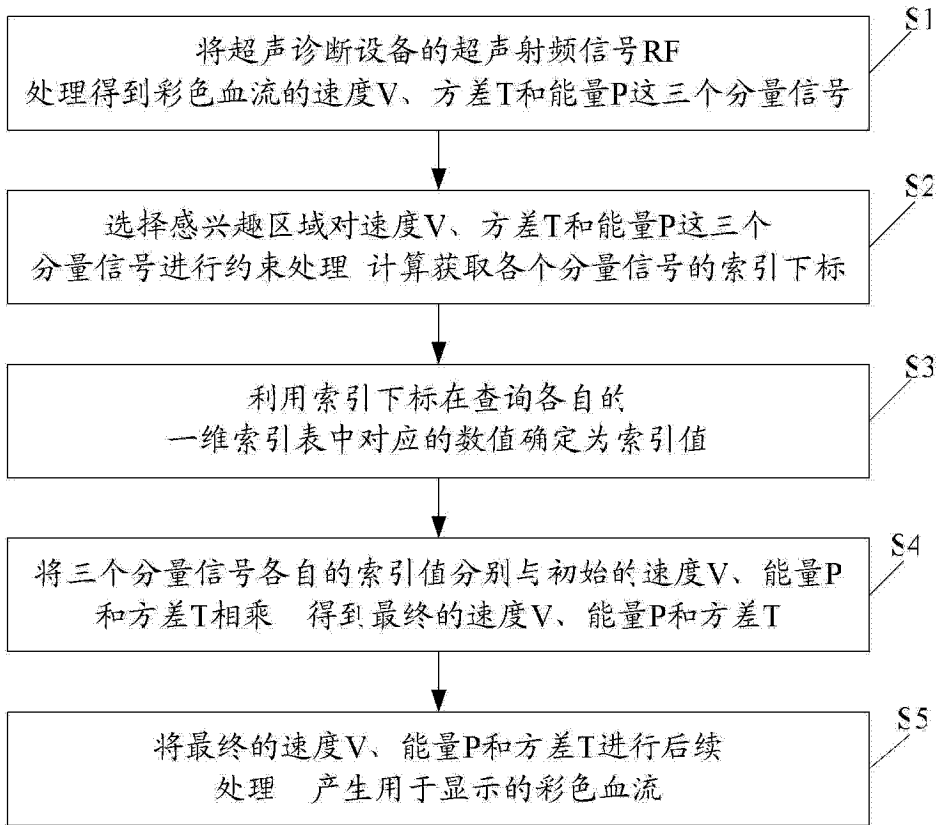 S1
将超声诊断设备的超声射频信号RF
处理得到彩色血流的速度V、方差T和能量P这三个分量信号
S2
选择感兴趣区域对速度V、方差T和能量P这三个
分量信号进行约束处理 计算获取各个分量信号的索引下标
S3
利用索引下标在查询各自的
一维索引表中对应的数值确定为索引值
S4
将三个分量信号各自的索引值分别与初始的速度V、能量P
和方差T相乘 得到最终的速度V、能量P和方差T
S5
将最终的速度V、能量P和方差T进行后续
处理 产生用于显示的彩色血流